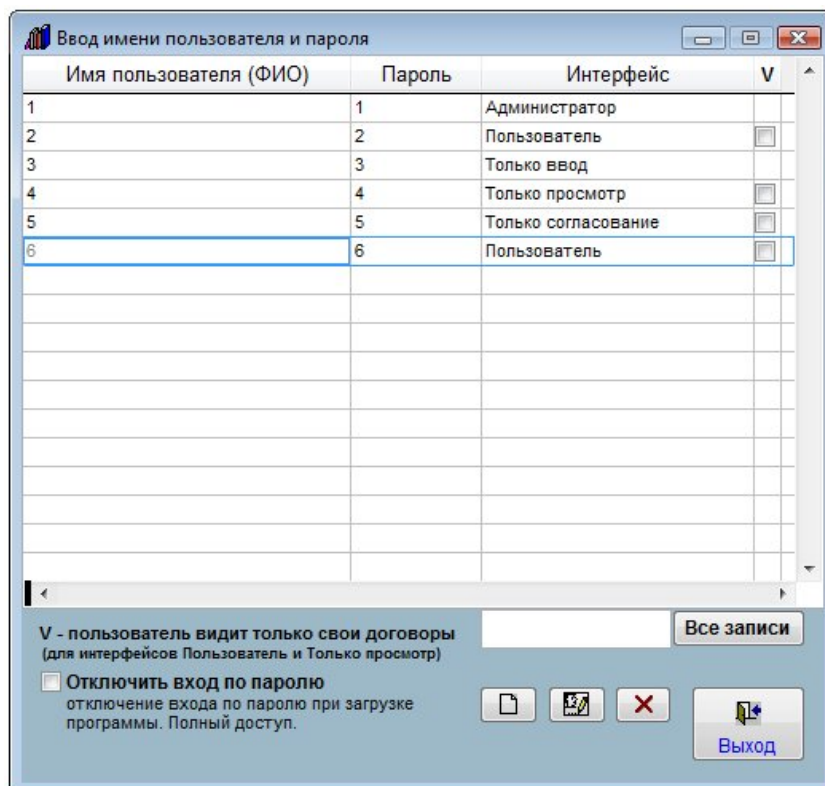 Ввод имени пользователя и пароля
Имя пользователя (ФИО) Пароль Интерфейс V
1 1 Администратор
2 2 Пользователь
3 3 Только ввод
4 4 Только просмотр
5 5 Только согласование
6 6 Пользователь
V - пользователь видит только свои договоры
(для интерфейсов Пользователь и Только просмотр)
Все записи
Отключить вход по паролю
отключение входа по паролю при загрузке
программы. Полный доступ.
Выход